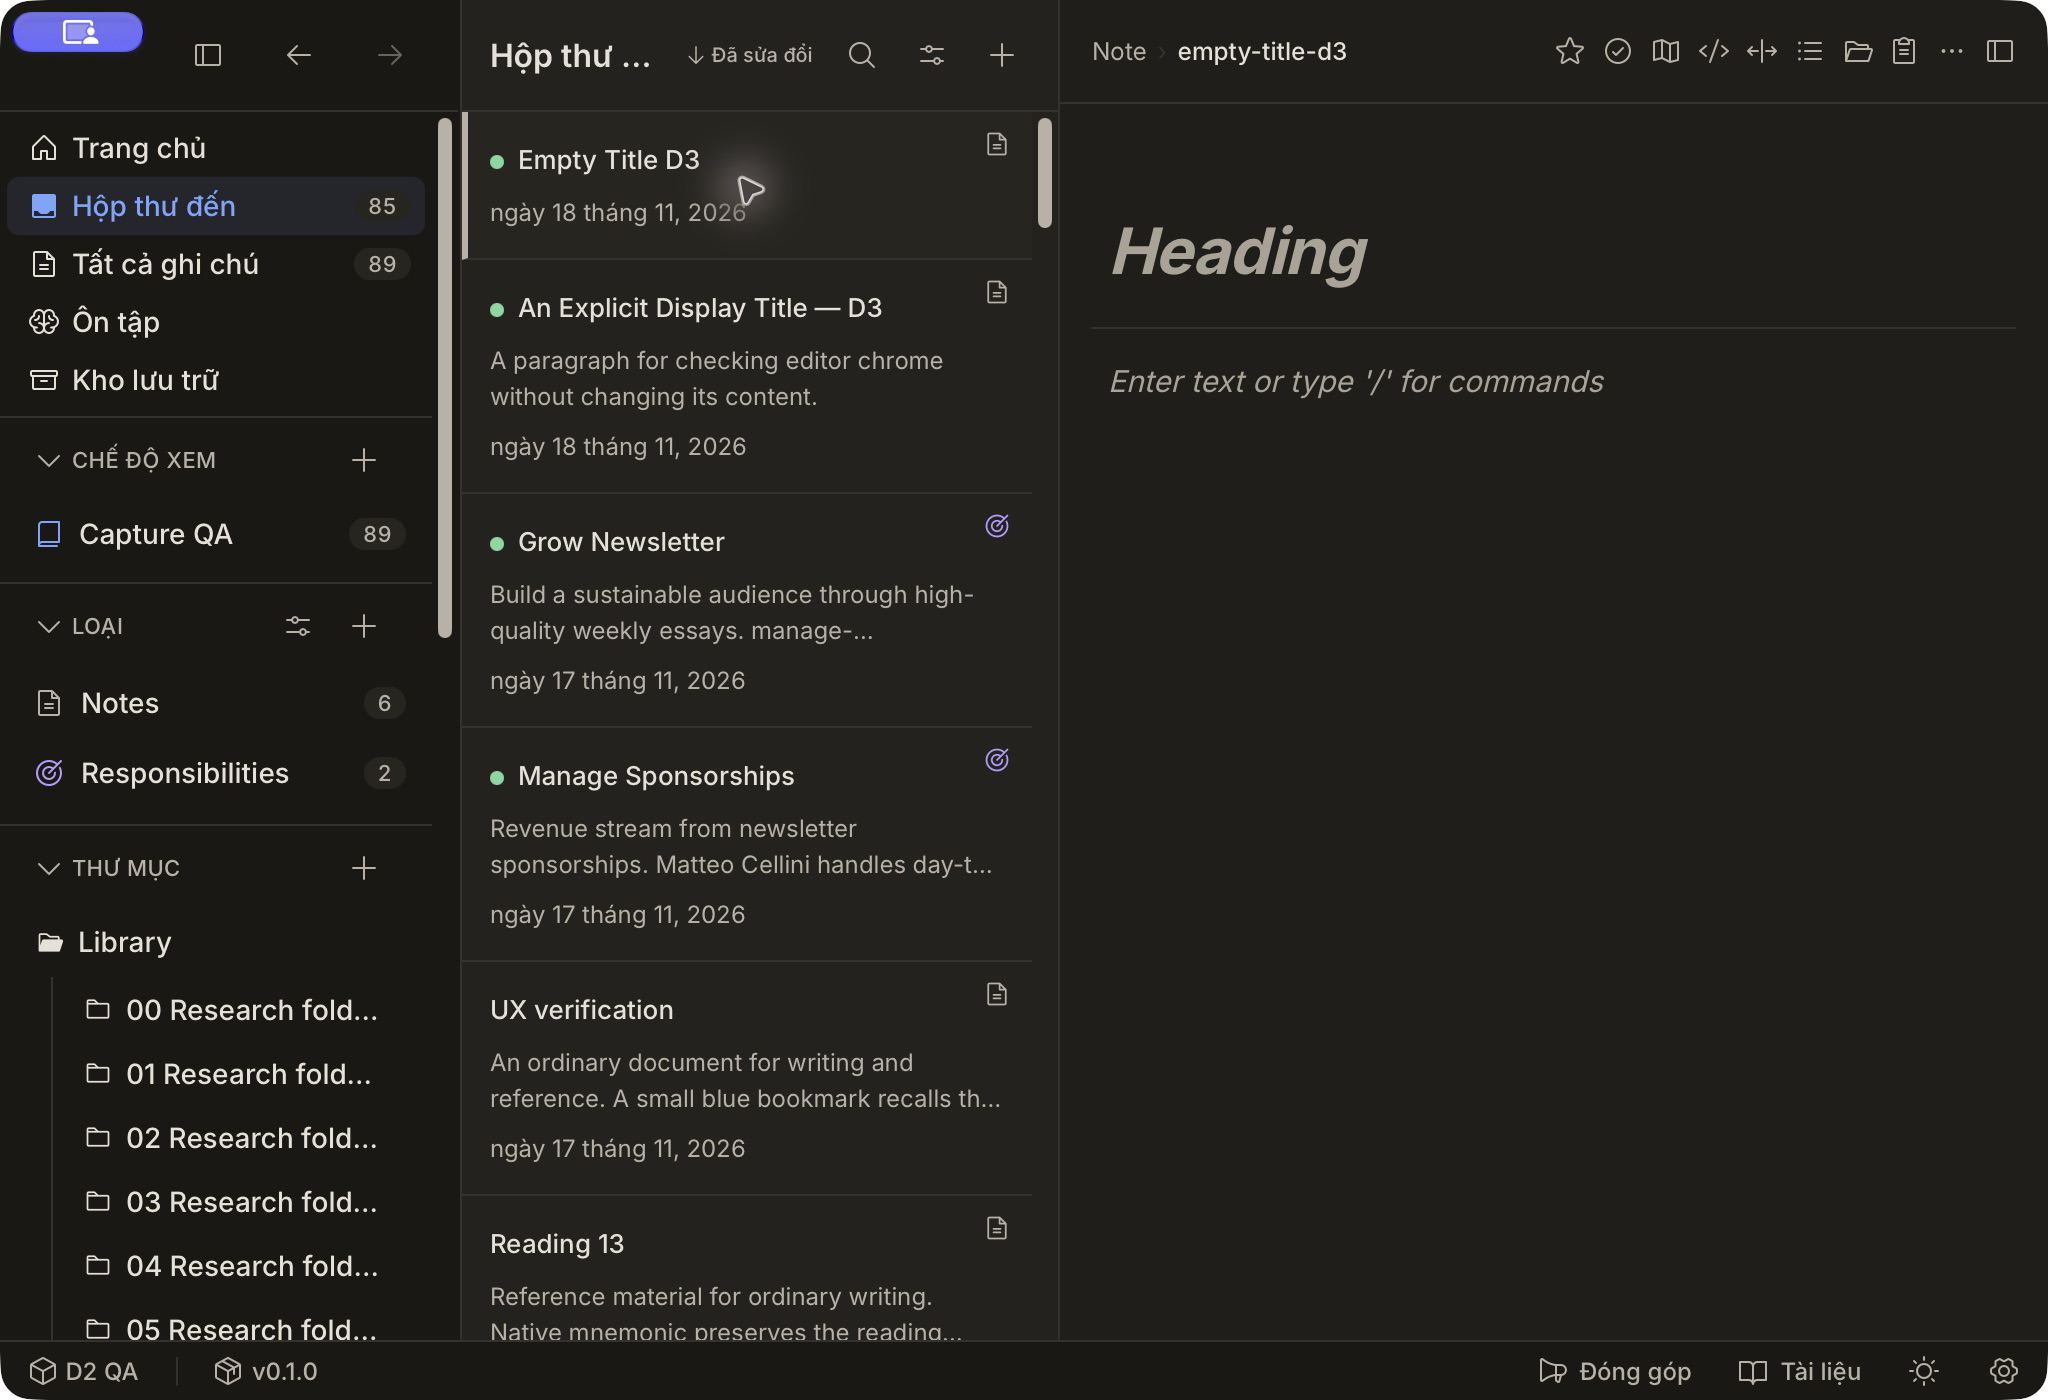 Trang chủ
Hộp thư đến
85
Tất cả ghi chú
89
Ôn tập
Kho lưu trữ
CHẾ ĐỘ XEM
Capture QA
89
LOẠI
Notes
6
Responsibilities
2
THƯ MỤC
Library
00 Research fold...
01 Research fold...
02 Research fold...
03 Research fold...
04 Research fold...
05 Research fold...
Hộp thư ...
Đã sửa đổi
Empty Title D3
ngày 18 tháng 11, 2026
An Explicit Display Title — D3
A paragraph for checking editor chrome
without changing its content.
ngày 18 tháng 11, 2026
Grow Newsletter
Build a sustainable audience through high-
quality weekly essays. manage-...
ngày 17 tháng 11, 2026
Manage Sponsorships
Revenue stream from newsletter
sponsorships. Matteo Cellini handles day-t...
ngày 17 tháng 11, 2026
UX verification
An ordinary document for writing and
reference. A small blue bookmark recalls th...
ngày 17 tháng 11, 2026
Reading 13
Reference material for ordinary writing.
Native mnemonic preserves the reading...
Note
empty-title-d3
Heading
Enter text or type '/' for commands
D2 QA
v0.1.0
Đóng góp
Tài liệu